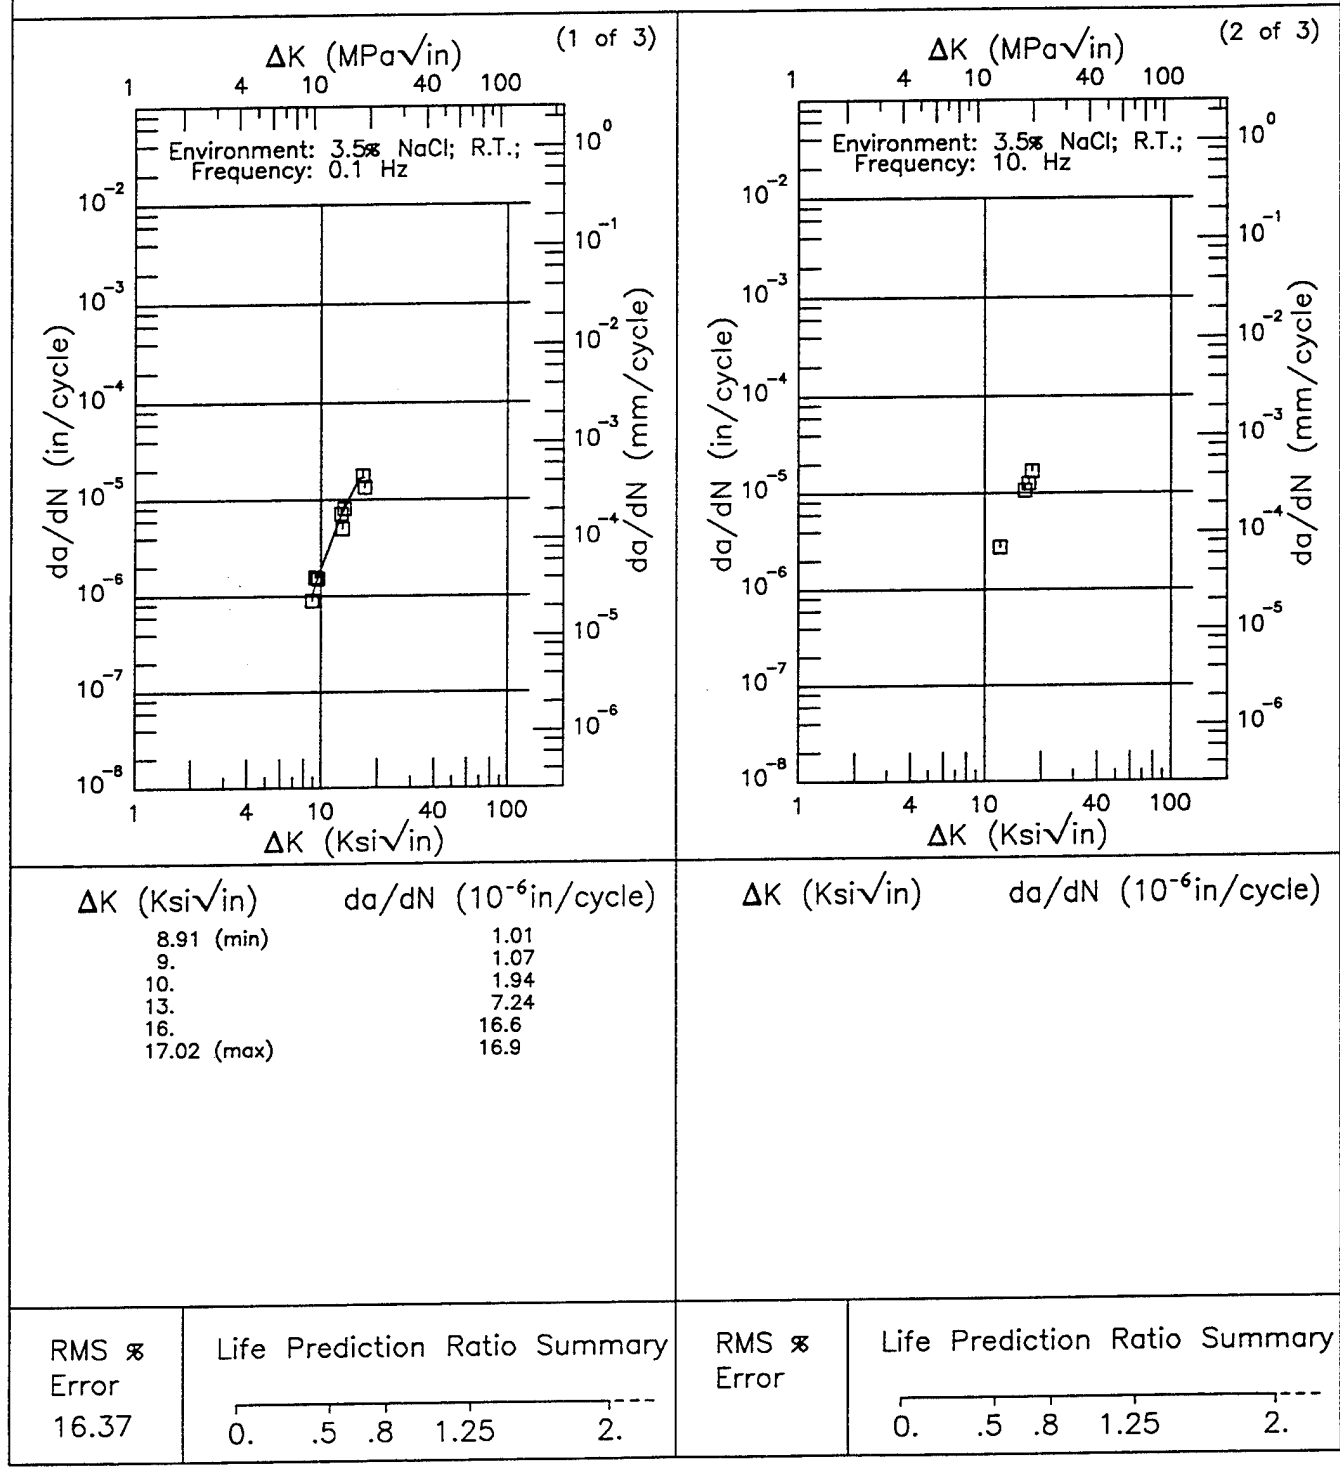 (1 of 3)
ΔK (MPa√in)
1 4 10 40 100
Environment: 3.5% NaCl; R.T.;
Frequency: 0.1 Hz
10⁰
10⁻²
10⁻¹
10⁻³
10⁻²
10⁻⁴
10⁻³
10⁻⁵
10⁻⁴
10⁻⁶
10⁻⁵
10⁻⁷
10⁻⁶
10⁻⁸
da/dN (in/cycle)
da/dN (mm/cycle)
1 4 10 40 100
ΔK (Ksi√in)
ΔK (Ksi√in) da/dN (10⁻⁶in/cycle)
8.91 (min) 1.01
9. 1.07
10. 1.94
13. 7.24
16. 16.6
17.02 (max) 16.9
RMS %
Error
16.37
Life Prediction Ratio Summary
0. .5 .8 1.25 2.
(2 of 3)
ΔK (MPa√in)
1 4 10 40 100
Environment: 3.5% NaCl; R.T.;
Frequency: 10. Hz
10⁰
10⁻²
10⁻¹
10⁻³
10⁻²
10⁻⁴
10⁻³
10⁻⁵
10⁻⁴
10⁻⁶
10⁻⁵
10⁻⁷
10⁻⁶
10⁻⁸
da/dN (in/cycle)
da/dN (mm/cycle)
1 4 10 40 100
ΔK (Ksi√in)
ΔK (Ksi√in) da/dN (10⁻⁶in/cycle)
RMS %
Error
Life Prediction Ratio Summary
0. .5 .8 1.25 2.